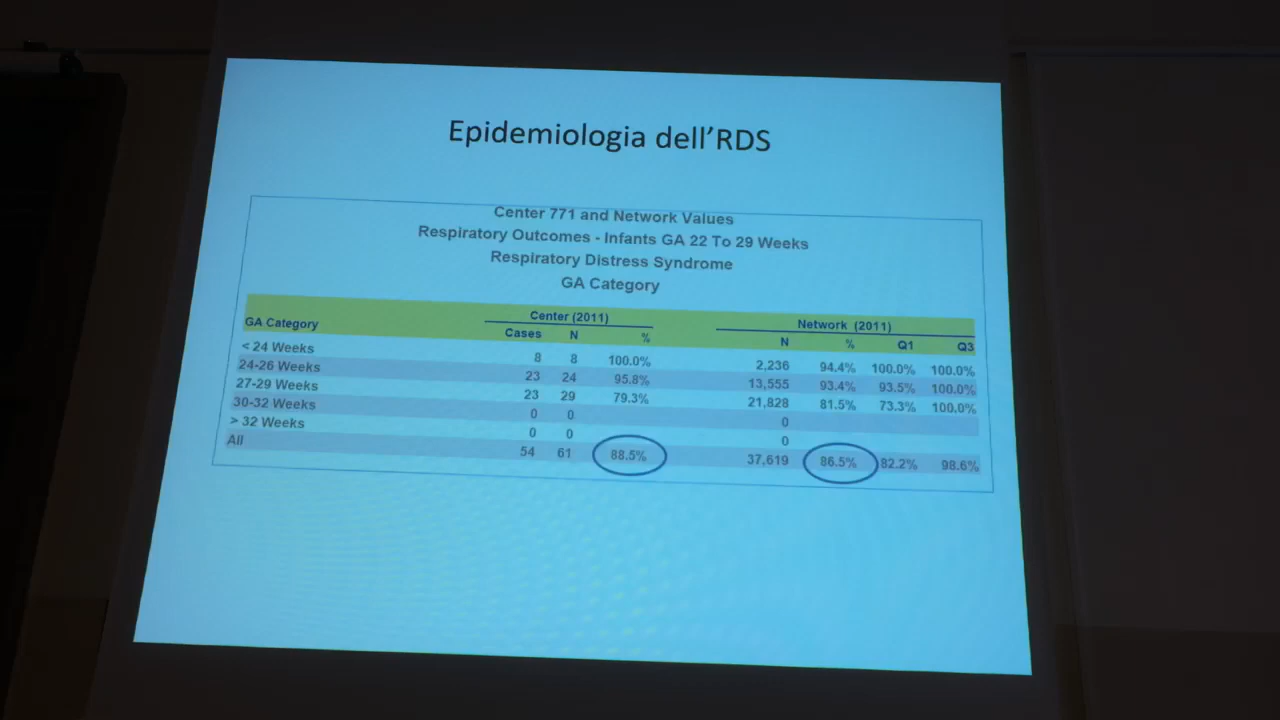 Epidemiologia dell'RDS
Center 771 and Network Values
Respiratory Outcomes - Infants GA 22 To 29 Weeks
Respiratory Distress Syndrome
GA Category
Center (2011) Network (2011)
GA Category Cases N % N % Q1 Q3
< 24 Weeks 8 8 100.0% 2,236 94.4% 100.0% 100.0%
24-26 Weeks 23 24 95.8% 13,555 93.4% 93.5% 100.0%
27-29 Weeks 23 29 79.3% 21,828 81.5% 73.3% 100.0%
30-32 Weeks 0 0 0
> 32 Weeks 0 0 0
All 54 61 88.5% 37,619 86.5% 82.2% 98.6%